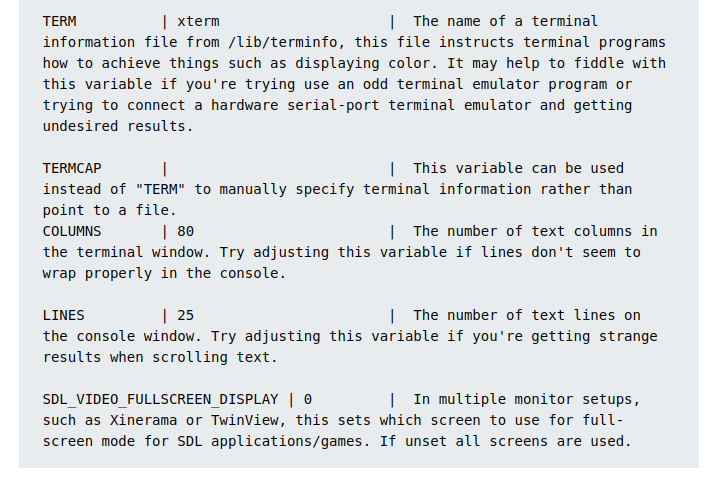 TERM          | xterm                    |  The name of a terminal
information file from /lib/terminfo, this file instructs terminal programs
how to achieve things such as displaying color. It may help to fiddle with
this variable if you're trying use an odd terminal emulator program or
trying to connect a hardware serial-port terminal emulator and getting
undesired results.

TERMCAP       |                          |  This variable can be used
instead of "TERM" to manually specify terminal information rather than
point to a file.
COLUMNS       | 80                       |  The number of text columns in
the terminal window. Try adjusting this variable if lines don't seem to
wrap properly in the console.

LINES         | 25                       |  The number of text lines on
the console window. Try adjusting this variable if you're getting strange
results when scrolling text.

SDL_VIDEO_FULLSCREEN_DISPLAY | 0         |  In multiple monitor setups,
such as Xinerama or TwinView, this sets which screen to use for full-
screen mode for SDL applications/games. If unset all screens are used.